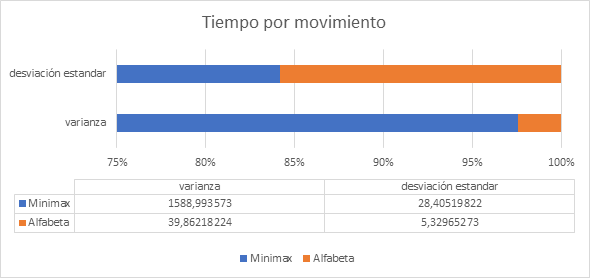 Tiempo por movimiento
desviación estandar
varianza
75% 80% 85% 90% 95% 100%
varianza desviación estandar
Minimax 1588,993573 28,40519822
Alfabeta 39,86218224 5,32965273
Minimax Alfabeta